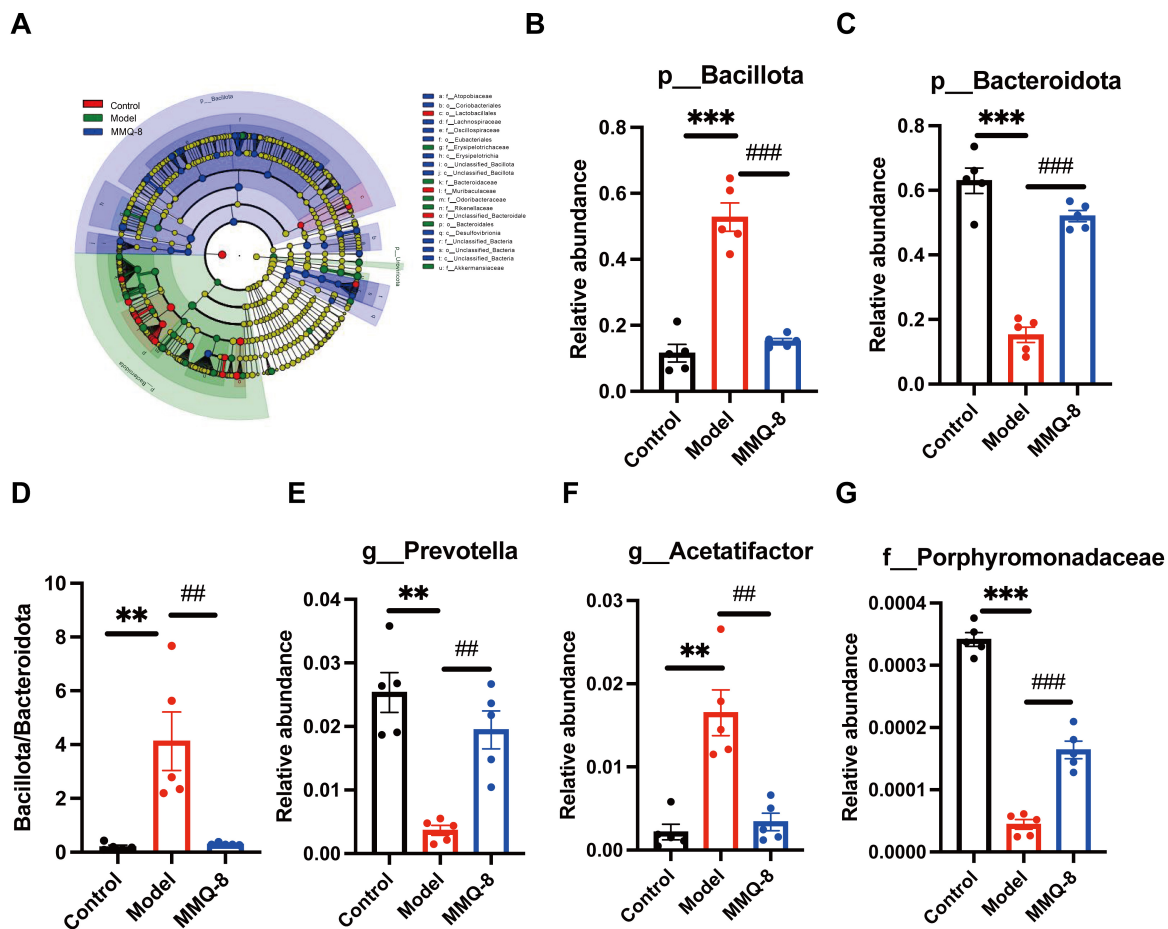 A
Control
Model
MMQ-8
p__Bacillota
p__Bacteroidota
a: f__Atopobiaceae
b: o__Coriobacteriales
c: o__Lactobacillales
d: f__Lachnospiraceae
e: f__Oscillospiraceae
f: o__Eubacteriales
g: f__Erysipelotrichaceae
h: c__Erysipelotrichia
i: o__Unclassified_Bacillota
j: c__Unclassified_Bacillota
k: f__Bacteroidaceae
l: f__Muribaculaceae
m: f__Odoribacteraceae
n: f__Rikenellaceae
o: f__Unclassified_Bacteroidale
p: o__Bacteroidales
q: c__Desulfovibrionia
r: f__Unclassified_Bacteria
s: o__Unclassified_Bacteria
t: c__Unclassified_Bacteria
u: f__Akkermansiaceae
B
p__Bacillota
Relative abundance
0.8
0.6
0.4
0.2
0.0
***
###
Control
Model
MMQ-8
C
p__Bacteroidota
Relative abundance
0.8
0.6
0.4
0.2
0.0
***
###
Control
Model
MMQ-8
D
Bacillota/Bacteroidota
10
8
6
4
2
0
**
##
Control
Model
MMQ-8
E
g__Prevotella
Relative abundance
0.04
0.03
0.02
0.01
0.00
**
##
Control
Model
MMQ-8
F
g__Acetatifactor
Relative abundance
0.03
0.02
0.01
0.00
**
##
Control
Model
MMQ-8
G
f__Porphyromonadaceae
Relative abundance
0.0004
0.0003
0.0002
0.0001
0.0000
***
###
Control
Model
MMQ-8